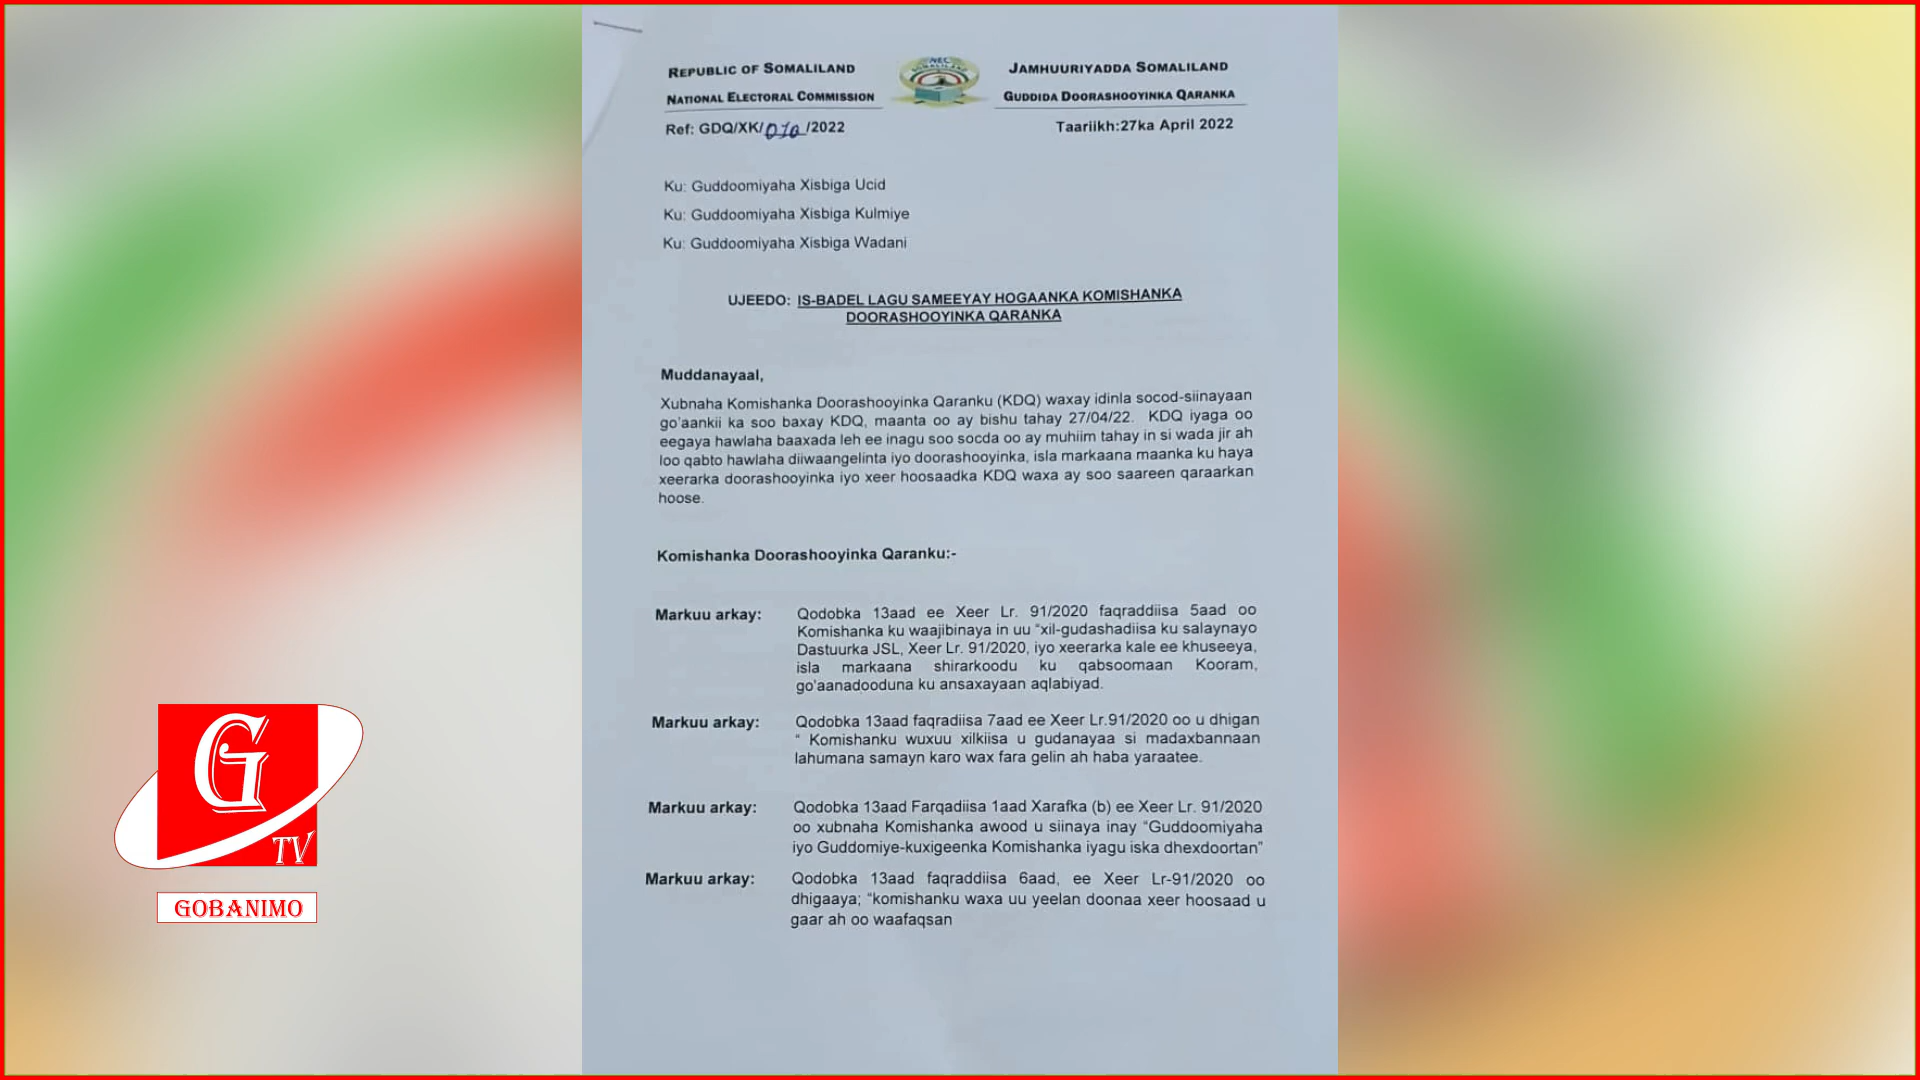 REPUBLIC OF SOMALILAND
NATIONAL ELECTORAL COMMISSION
NEC
SOMALILAND
JAMHUURIYADDA SOMALILAND
GUDDIDA DOORASHOOYINKA QARANKA
Ref: GDQ/XK/070/2022
Taariikh:27ka April 2022
Ku: Guddoomiyaha Xisbiga Ucid
Ku: Guddoomiyaha Xisbiga Kulmiye
Ku: Guddoomiyaha Xisbiga Wadani
UJEEDO: IS-BADEL LAGU SAMEEYAY HOGAANKA KOMISHANKA
DOORASHOOYINKA QARANKA
Muddanayaal,
Xubnaha Komishanka Doorashooyinka Qaranku (KDQ) waxay idinla socod-siinayaan
go'aankii ka soo baxay KDQ, maanta oo ay bishu tahay 27/04/22. KDQ iyaga oo
eegaya hawlaha baaxada leh ee inagu soo socda oo ay muhiim tahay in si wada jir ah
loo qabto hawlaha diiwaangelinta iyo doorashooyinka, isla markaana maanka ku haya
xeerarka doorashooyinka iyo xeer hoosaadka KDQ waxa ay soo saareen qaraarkan
hoose.
Komishanka Doorashooyinka Qaranku:-
Markuu arkay: Qodobka 13aad ee Xeer Lr. 91/2020 faqraddiisa 5aad oo
Komishanka ku waajibinaya in uu "xil-gudashadiisa ku salaynayo
Dastuurka JSL, Xeer Lr. 91/2020, iyo xeerarka kale ee khuseeya,
isla markaana shirarkoodu ku qabsoomaan Kooram,
go'aanadooduna ku ansaxayaan aqlabiyad.
Markuu arkay: Qodobka 13aad faqradiisa 7aad ee Xeer Lr.91/2020 oo u dhigan
" Komishanku wuxuu xilkiisa u gudanayaa si madaxbannaan
lahumana samayn karo wax fara gelin ah haba yaraatee.
Markuu arkay: Qodobka 13aad Farqadiisa 1aad Xarafka (b) ee Xeer Lr. 91/2020
oo xubnaha Komishanka awood u siinaya inay "Guddoomiyaha
iyo Guddomiye-kuxigeenka Komishanka iyagu iska dhexdoortan"
Markuu arkay: Qodobka 13aad faqraddiisa 6aad, ee Xeer Lr-91/2020 oo
dhigaaya; "komishanku waxa uu yeelan doonaa xeer hoosaad u
gaar ah oo waafaqsan
G
TV
GOBANIMO